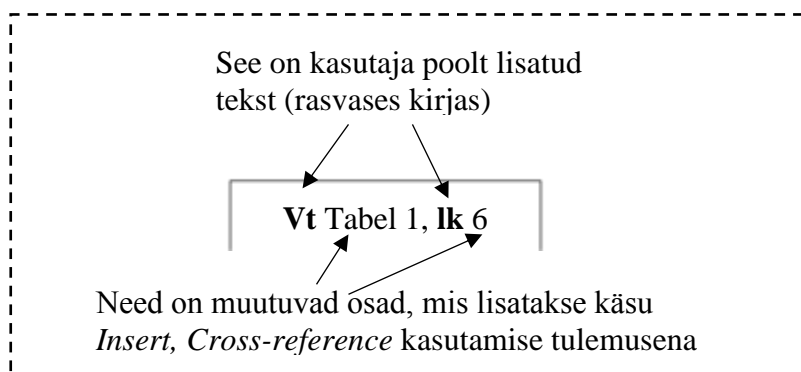 See on kasutaja poolt lisatud
tekst (rasvases kirjas)
Vt Tabel 1, lk 6
Need on muutuvad osad, mis lisatakse käsu
Insert, Cross-reference kasutamise tulemusena